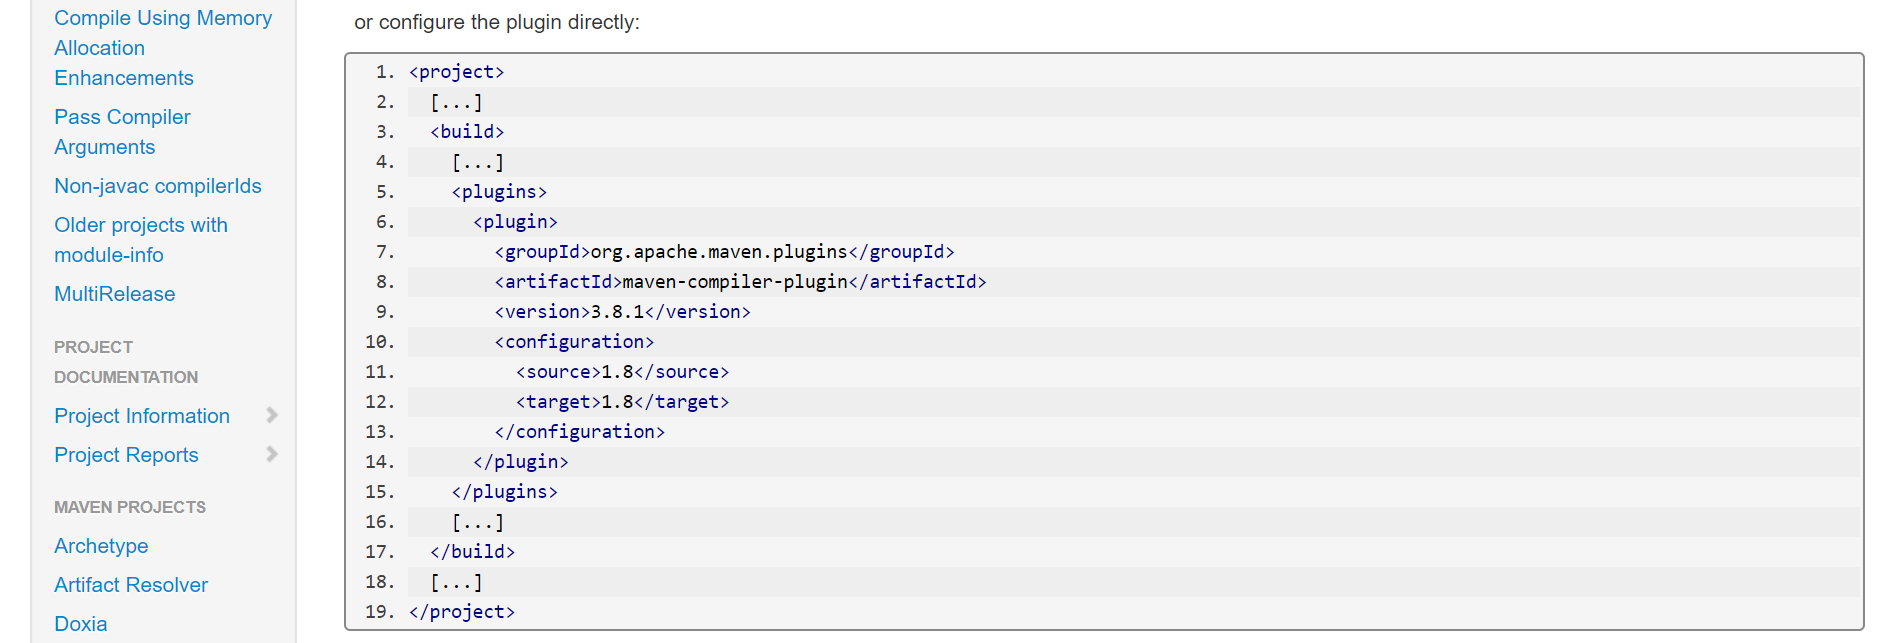 Compile Using Memory
Allocation
Enhancements
Pass Compiler
Arguments
Non-javac compilerIds
Older projects with
module-info
MultiRelease
PROJECT
DOCUMENTATION
Project Information
Project Reports
MAVEN PROJECTS
Archetype
Artifact Resolver
Doxia
or configure the plugin directly:
1. <project>
2.   [...]
3.   <build>
4.     [...]
5.     <plugins>
6.       <plugin>
7.         <groupId>org.apache.maven.plugins</groupId>
8.         <artifactId>maven-compiler-plugin</artifactId>
9.         <version>3.8.1</version>
10.         <configuration>
11.           <source>1.8</source>
12.           <target>1.8</target>
13.         </configuration>
14.       </plugin>
15.     </plugins>
16.     [...]
17.   </build>
18.   [...]
19. </project>